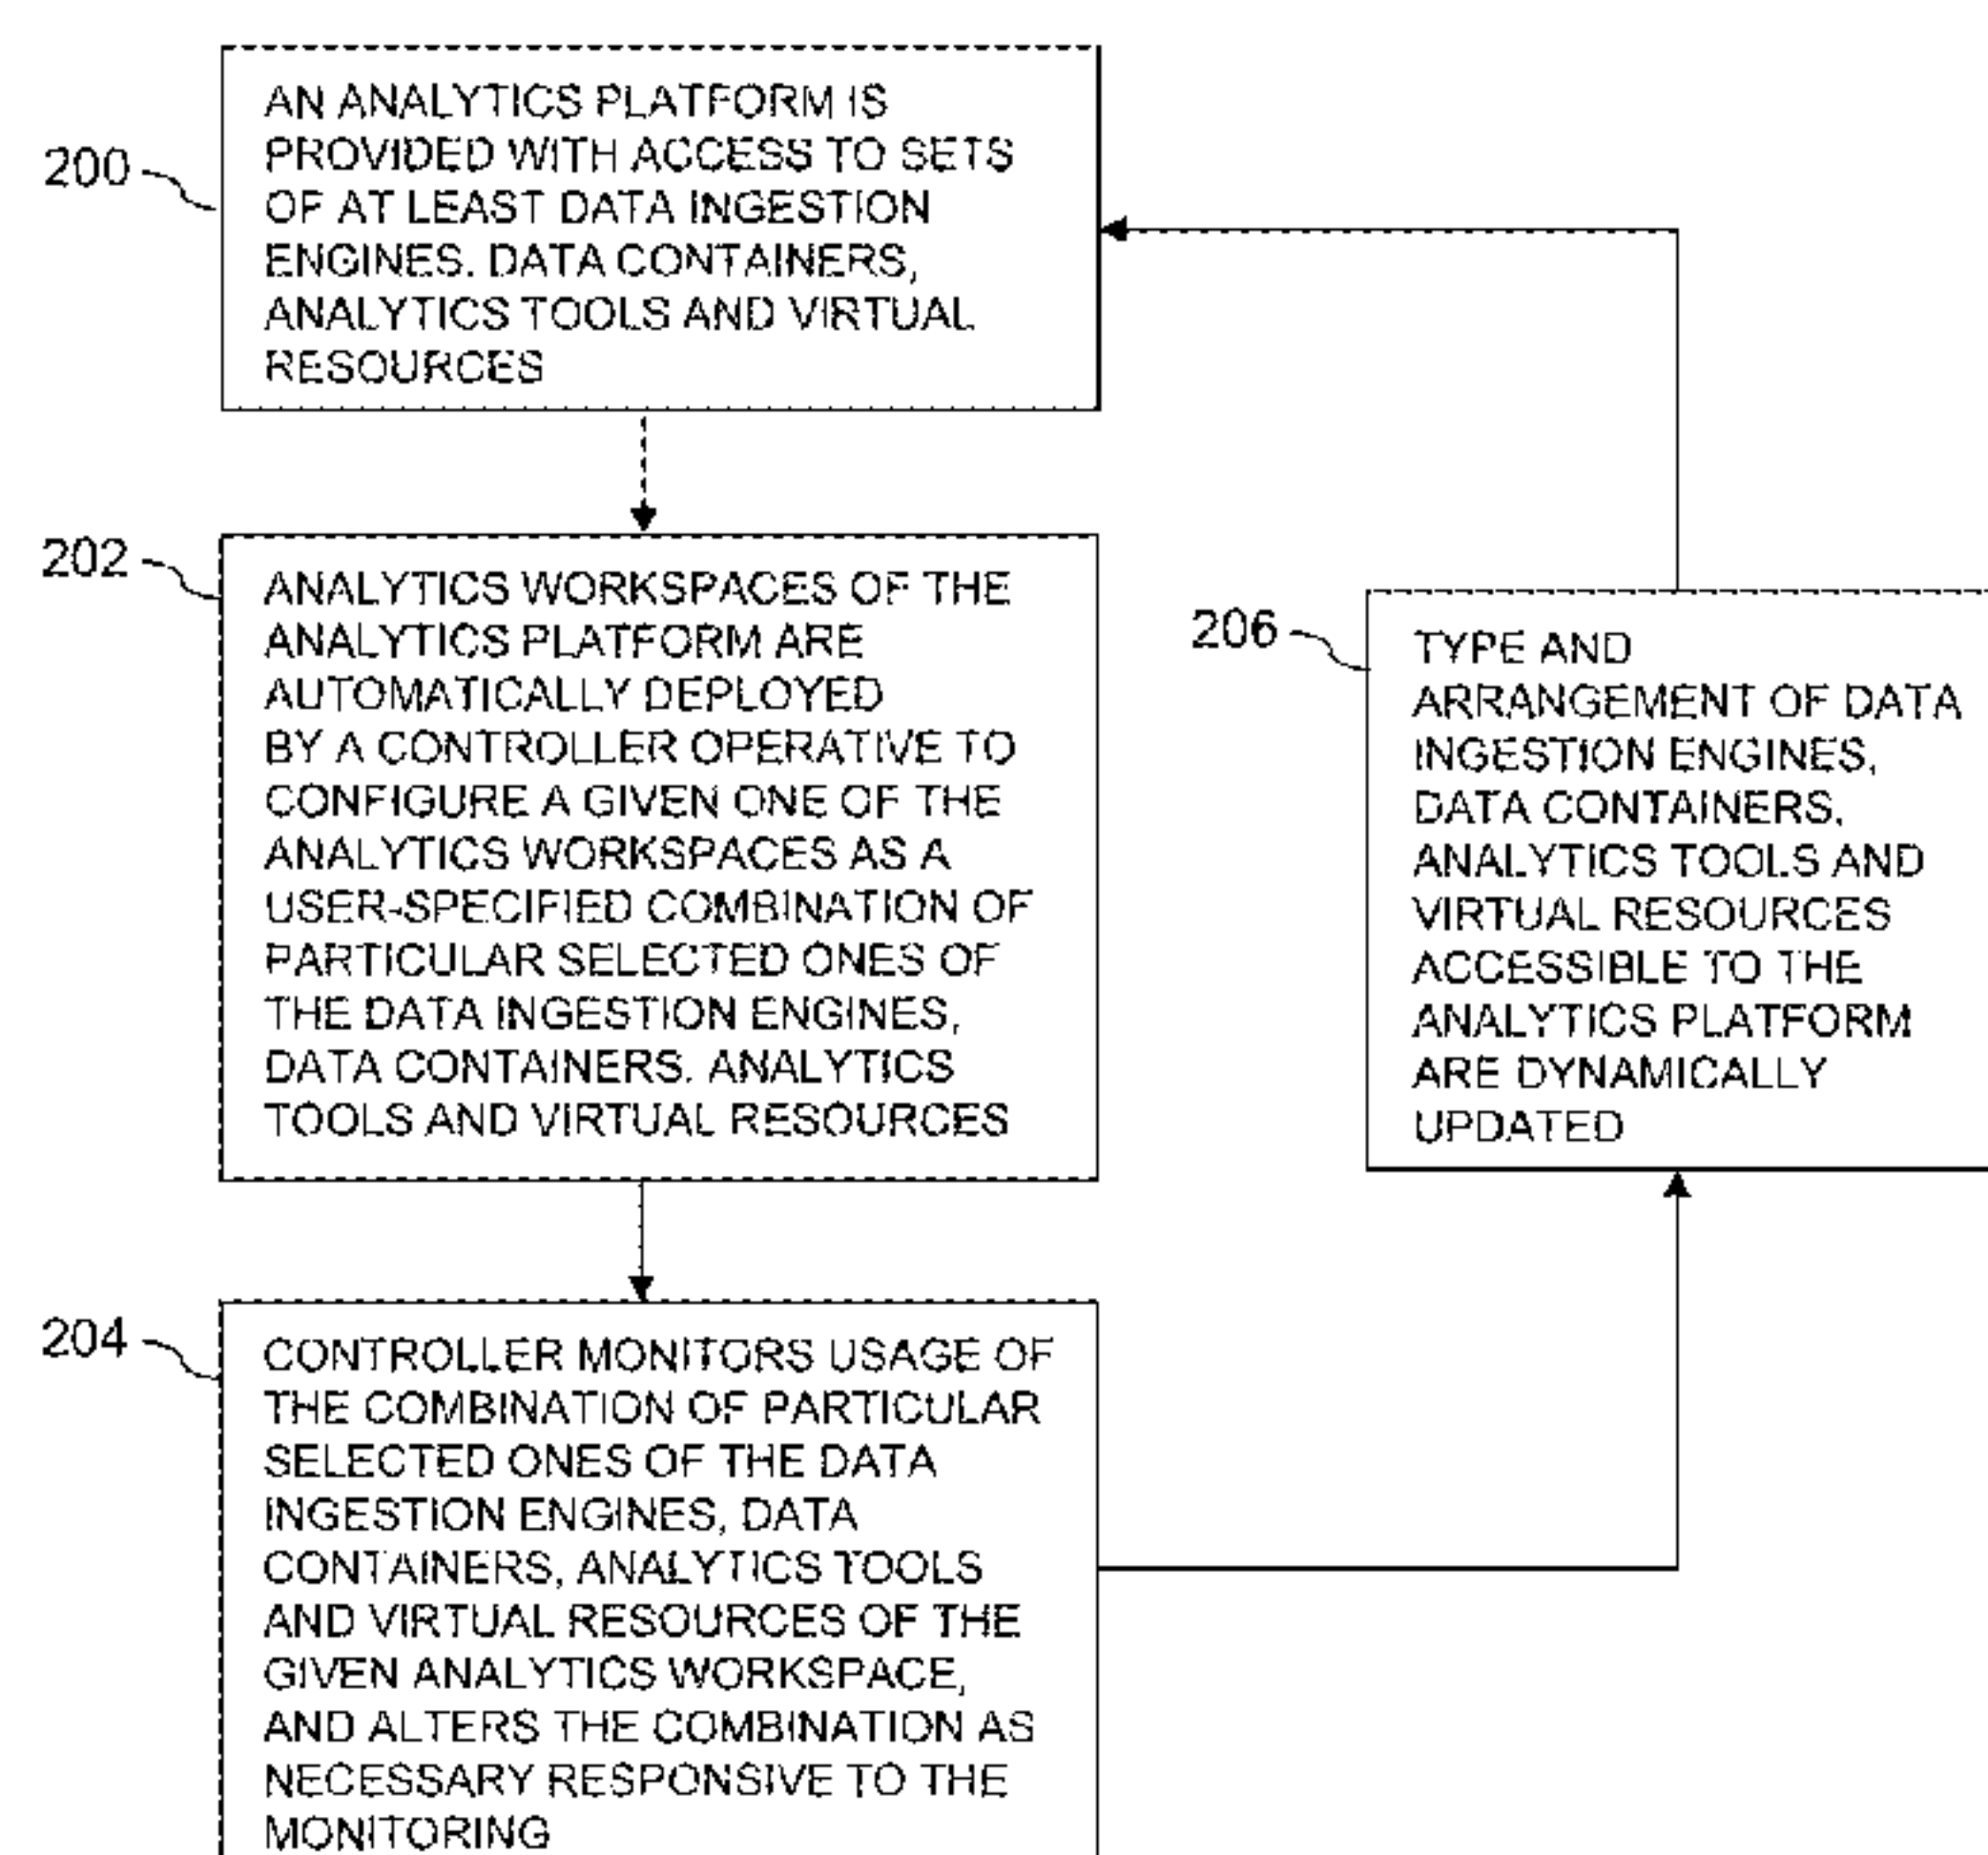 200
AN ANALYTICS PLATFORM IS
PROVIDED WITH ACCESS TO SETS
OF AT LEAST DATA INGESTION
ENGINES. DATA CONTAINERS,
ANALYTICS TOOLS AND VIRTUAL
RESOURCES
202
ANALYTICS WORKSPACES OF THE
ANALYTICS PLATFORM ARE
AUTOMATICALLY DEPLOYED
BY A CONTROLLER OPERATIVE TO
CONFIGURE A GIVEN ONE OF THE
ANALYTICS WORKSPACES AS A
USER-SPECIFIED COMBINATION OF
PARTICULAR SELECTED ONES OF
THE DATA INGESTION ENGINES,
DATA CONTAINERS. ANALYTICS
TOOLS AND VIRTUAL RESOURCES
204
CONTROLLER MONITORS USAGE OF
THE COMBINATION OF PARTICULAR
SELECTED ONES OF THE DATA
INGESTION ENGINES, DATA
CONTAINERS, ANALYTICS TOOLS
AND VIRTUAL RESOURCES OF THE
GIVEN ANALYTICS WORKSPACE,
AND ALTERS THE COMBINATION AS
NECESSARY RESPONSIVE TO THE
MONITORING
206
TYPE AND
ARRANGEMENT OF DATA
INGESTION ENGINES,
DATA CONTAINERS,
ANALYTICS TOOLS AND
VIRTUAL RESOURCES
ACCESSIBLE TO THE
ANALYTICS PLATFORM
ARE DYNAMICALLY
UPDATED